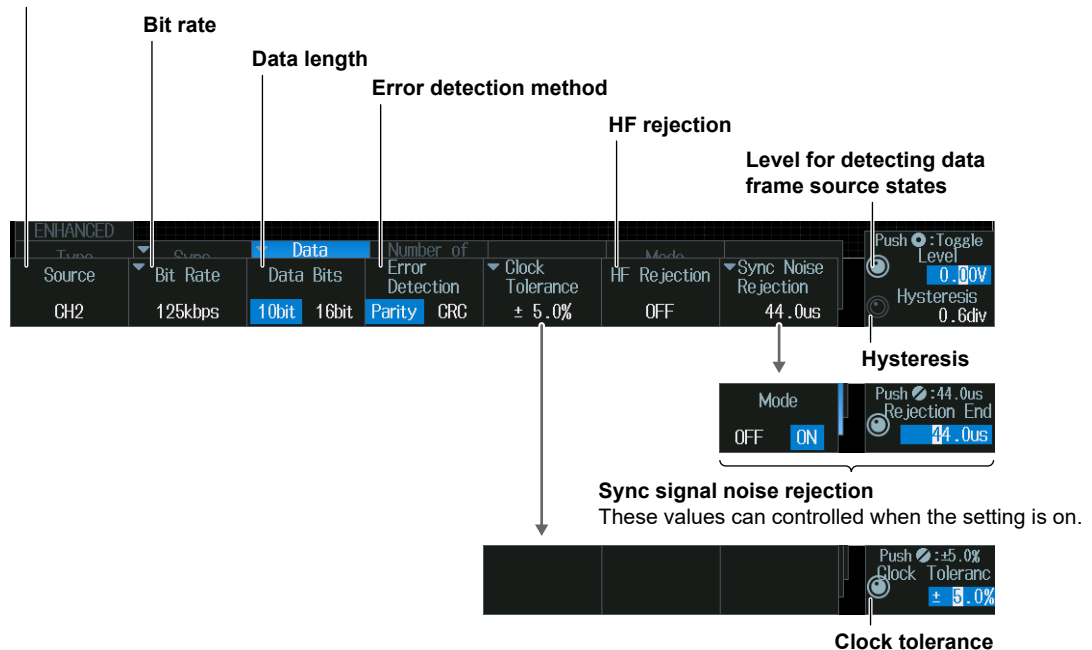 Bit rate
Data length
Error detection method
HF rejection
Level for detecting data
frame source states
ENHANCED
Type
Sync
Data
Number of
Mode
Source
CH2
Bit Rate
125kbps
Data Bits
10bit 16bit
Error
Detection
Parity CRC
Clock
Tolerance
± 5.0%
HF Rejection
OFF
Sync Noise
Rejection
44.0us
Push :Toggle
Level
0.00V
Hysteresis
0.6div
Hysteresis
Mode
OFF ON
Push :44.0us
Rejection End
44.0us
Sync signal noise rejection
These values can controlled when the setting is on.
Push :±5.0%
Clock Toleranc
± 5.0%
Clock tolerance